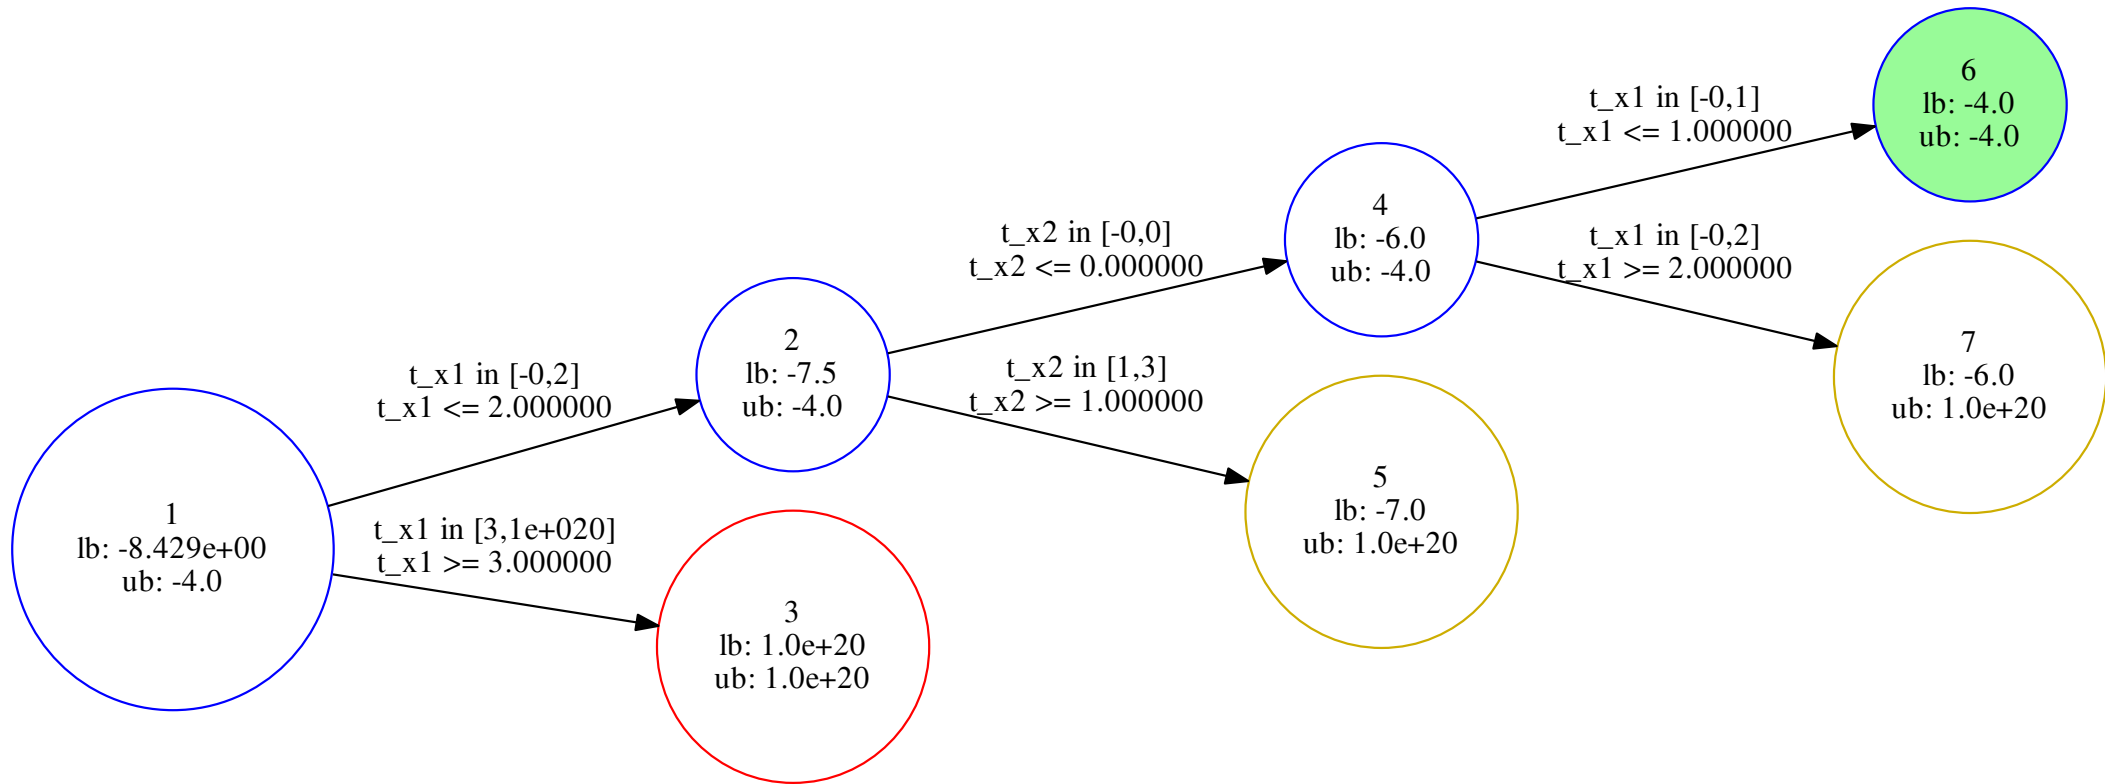 1
lb: -8.429e+00
ub: -4.0
t_x1 in [-0,2]
t_x1 <= 2.000000
t_x1 in [3,1e+020]
t_x1 >= 3.000000
2
lb: -7.5
ub: -4.0
3
lb: 1.0e+20
ub: 1.0e+20
t_x2 in [-0,0]
t_x2 <= 0.000000
t_x2 in [1,3]
t_x2 >= 1.000000
4
lb: -6.0
ub: -4.0
5
lb: -7.0
ub: 1.0e+20
t_x1 in [-0,1]
t_x1 <= 1.000000
t_x1 in [-0,2]
t_x1 >= 2.000000
6
lb: -4.0
ub: -4.0
7
lb: -6.0
ub: 1.0e+20